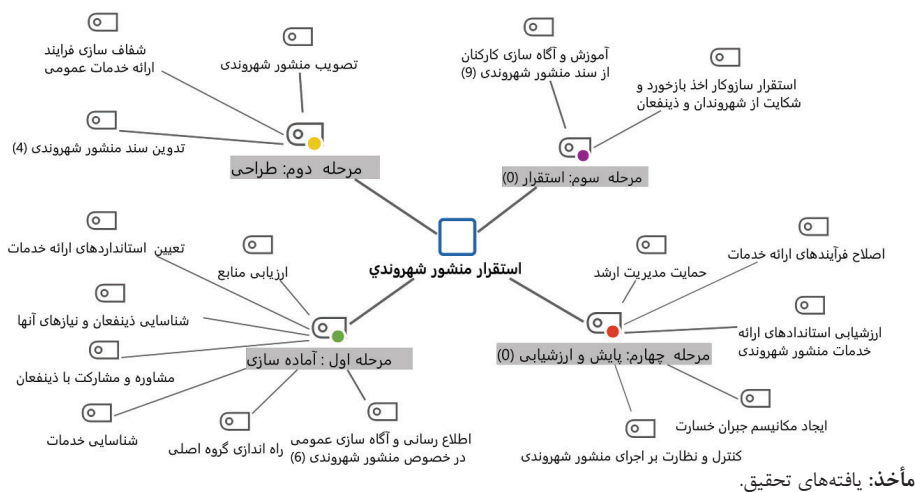 شفاف سازی فرایند
ارائه خدمات عمومی
تصویب منشور شهروندی
تدوین سند منشور شهروندی (4)
مرحله دوم: طراحی
آموزش و آگاه سازی کارکنان
از سند منشور شهروندی (9)
استقرار سازوکار اخذ بازخورد و
شکایت از شهروندان و ذینفعان
مرحله سوم: استقرار (0)
استقرار منشور شهروندي
تعیین استانداردهای ارائه خدمات
ارزیابی منابع
شناسایی ذینفعان و نیازهای آنها
مشاوره و مشارکت با ذینفعان
مرحله اول : آماده سازی
شناسایی خدمات
راه اندازی گروه اصلی
اطلاع رسانی و آگاه سازی عمومی
در خصوص منشور شهروندی (6)
حمایت مدیریت ارشد
اصلاح فرآیندهای ارائه خدمات
ارزشیابی استاندادهای ارائه
خدمات منشور شهروندی
مرحله چهارم: پایش و ارزشیابی (0)
ایجاد مکانیسم جبران خسارت
کنترل و نظارت بر اجرای منشور شهروندی
مأخذ: یافته‌های تحقیق.